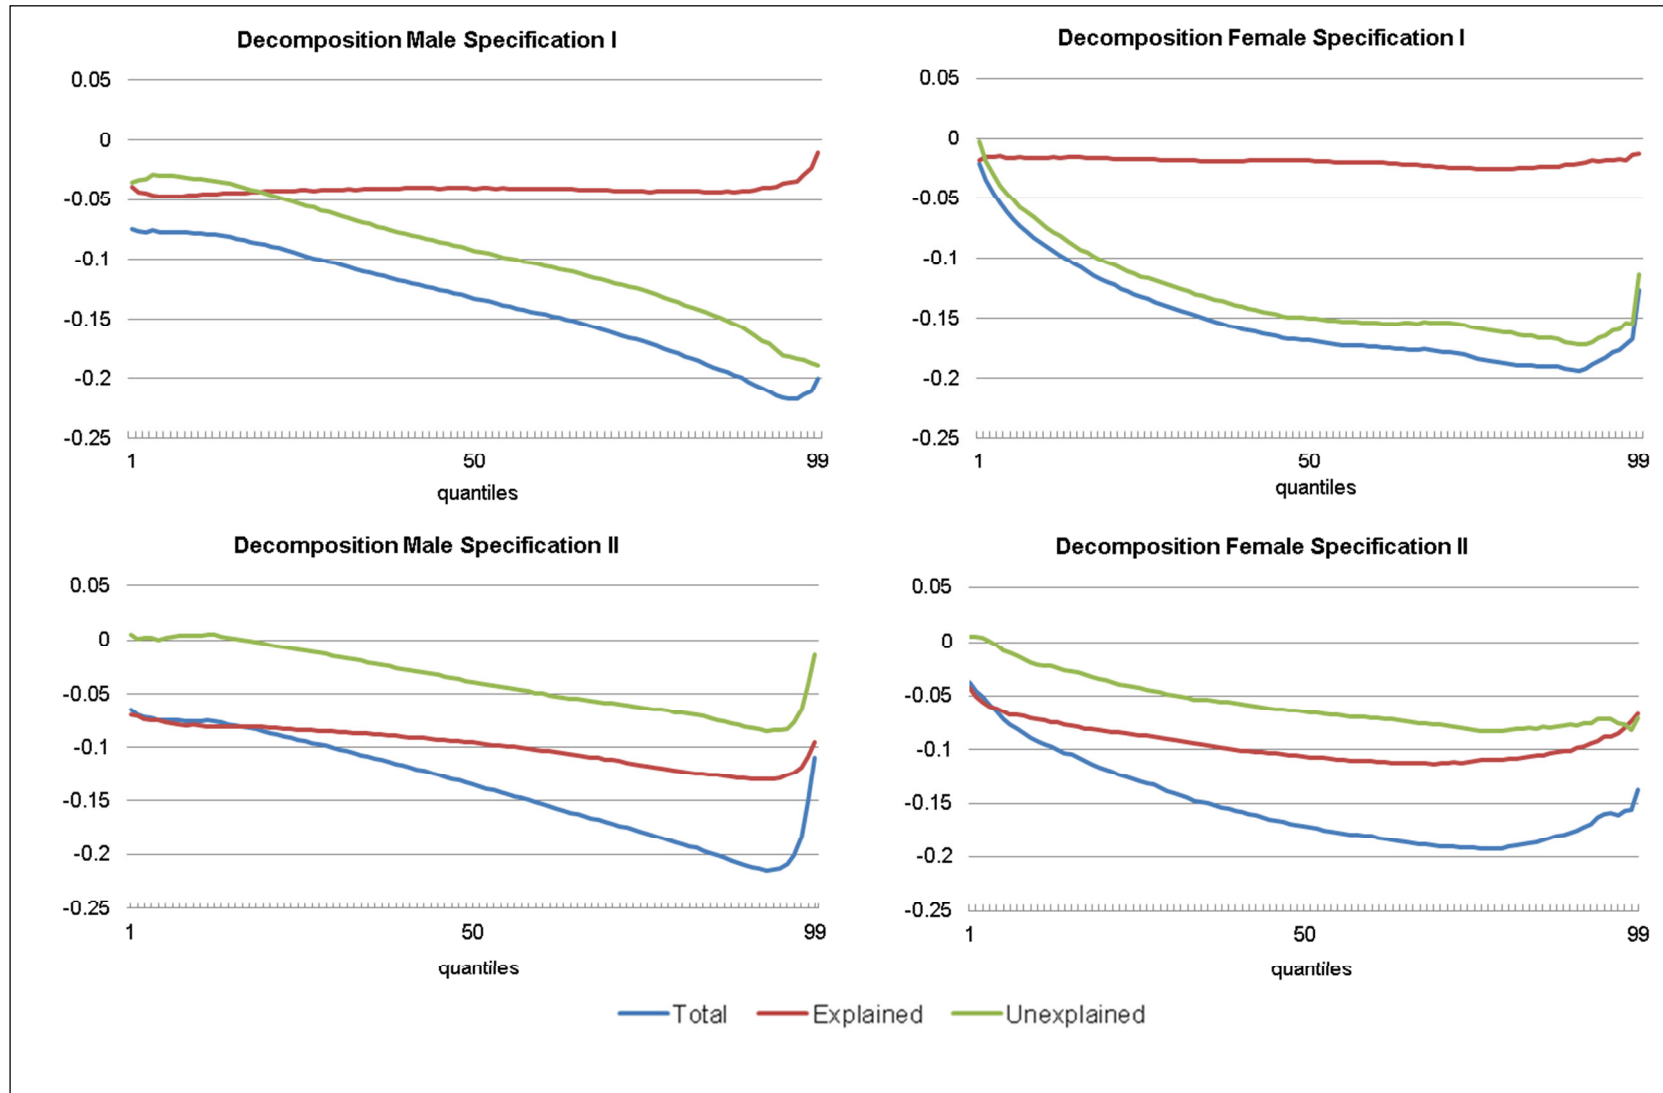 Decomposition Male Specification I
0.05
0
-0.05
-0.1
-0.15
-0.2
-0.25
1 50 99
quantiles
Decomposition Female Specification I
0.05
0
-0.05
-0.1
-0.15
-0.2
-0.25
1 50 99
quantiles
Decomposition Male Specification II
0.05
0
-0.05
-0.1
-0.15
-0.2
-0.25
1 50 99
quantiles
Decomposition Female Specification II
0.05
0
-0.05
-0.1
-0.15
-0.2
-0.25
1 50 99
quantiles
Total Explained Unexplained